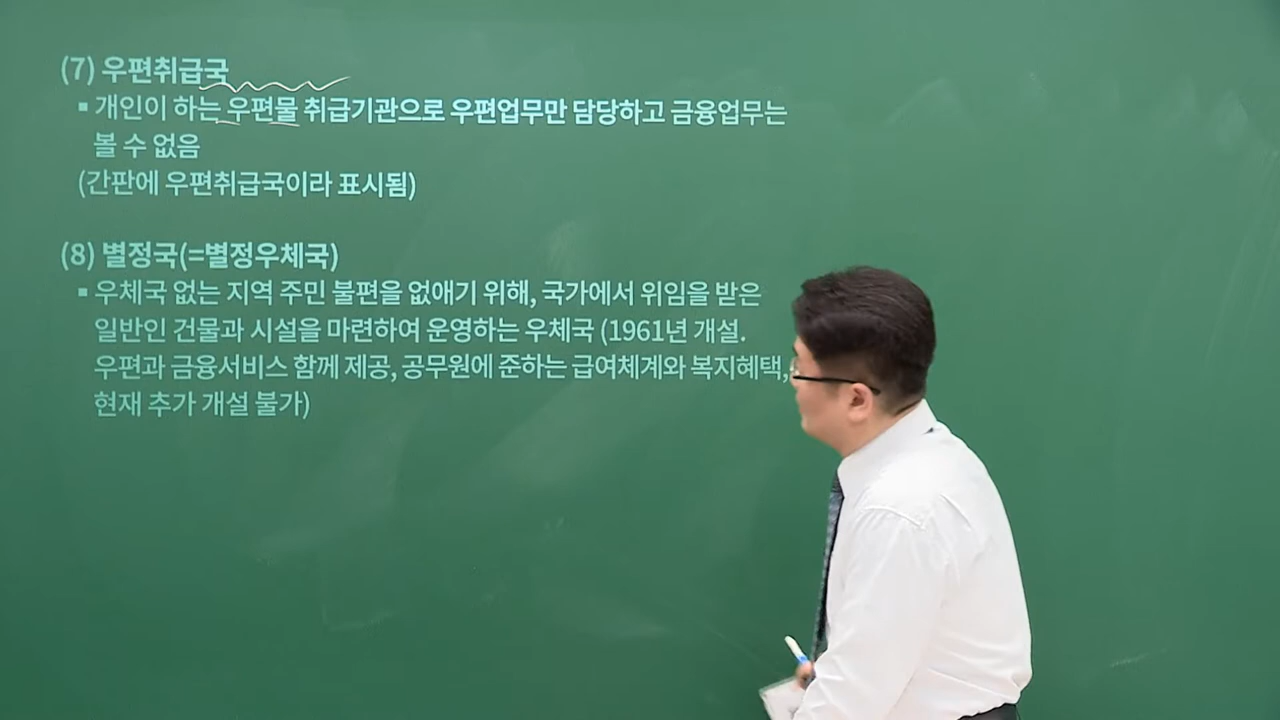 (7) 우편취급국
▪ 개인이 하는 우편물 취급기관으로 우편업무만 담당하고 금융업무는
볼 수 없음
(간판에 우편취급국이라 표시됨)
(8) 별정국(=별정우체국)
▪ 우체국 없는 지역 주민 불편을 없애기 위해, 국가에서 위임을 받은
일반인 건물과 시설을 마련하여 운영하는 우체국 (1961년 개설.
우편과 금융서비스 함께 제공, 공무원에 준하는 급여체계와 복지혜택,
현재 추가 개설 불가)